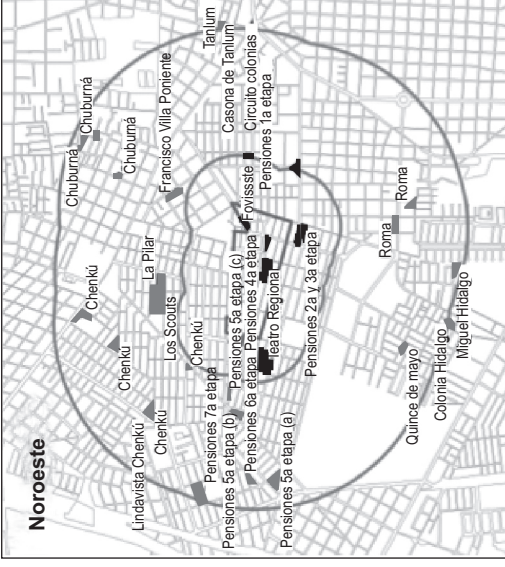 Noroeste
Tanlum
Chuburná
Chuburná
Chuburná
Francisco Villa Poniente
Casona de Tanlum
Circuito colonias
Pensiones 1a etapa
Fovissste
Chenkú
La Pilar
Los Scouts
Chenkú
Chenkú
Lindavista Chenkú
Chenkú
Pensiones 7a etapa
Pensiones 5a etapa (c)
Pensiones 5a etapa (b)
Pensiones 6a etapa
Pensiones 4a etapa
Teatro Regional
Pensiones 2a y 3a etapa
Pensiones 5a etapa (a)
Roma
Roma
Quince de mayo
Colonia Hidalgo
Miguel Hidalgo